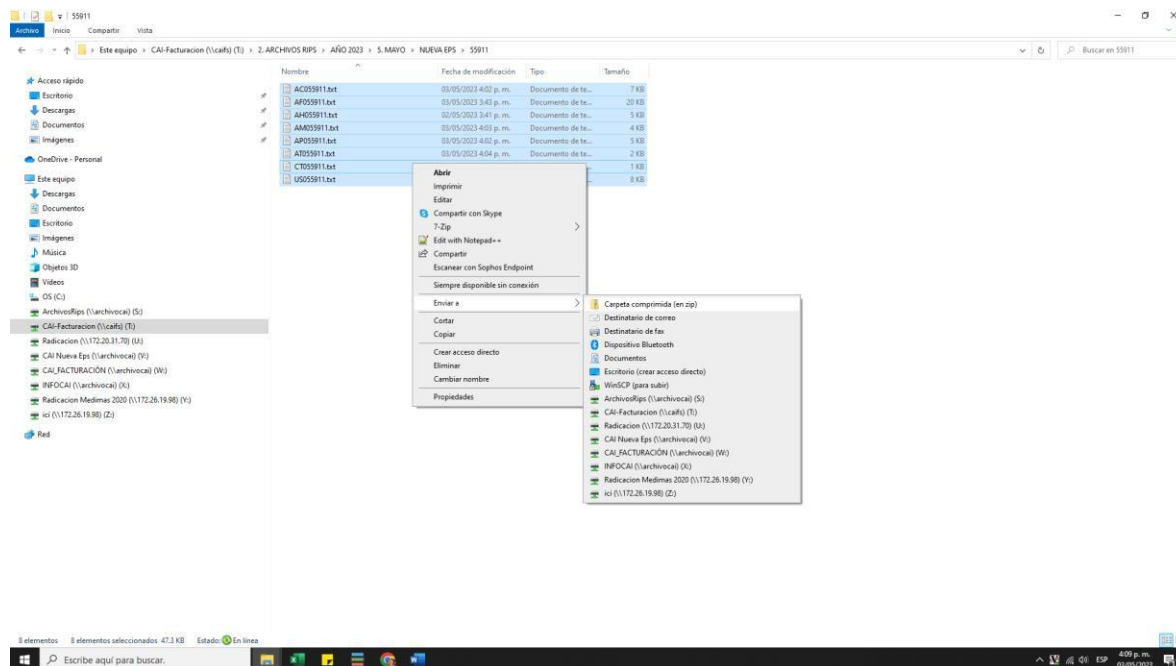 55911
Archivo Inicio Compartir Vista
Este equipo > CAI-Facturacion (\\caifs) (T:) > 2. ARCHIVOS RIPS > AÑO 2023 > 5. MAYO > NUEVA EPS > 55911
Buscar en 55911
Acceso rápido
Escritorio
Descargas
Documentos
Imágenes
OneDrive - Personal
Este equipo
Descargas
Documentos
Escritorio
Imágenes
Música
Objetos 3D
Vídeos
OS (C:)
ArchivosRips (\\archivocai) (S:)
CAI-Facturacion (\\caifs) (T:)
Radicacion (\\172.20.31.70) (U:)
CAI Nueva Eps (\\archivocai) (V:)
CAI_FACTURACIÓN (\\archivocai) (W:)
INFOCAI (\\archivocai) (X:)
Radicacion Medimas 2020 (\\172.26.19.98) (Y:)
ici (\\172.26.19.98) (Z:)
Red
Nombre Fecha de modificación Tipo Tamaño
AC055911.txt 03/05/2023 4:02 p. m. Documento de te... 7 KB
AF055911.txt 03/05/2023 3:43 p. m. Documento de te... 20 KB
AH055911.txt 02/05/2023 3:41 p. m. Documento de te... 5 KB
AM055911.txt 03/05/2023 4:03 p. m. Documento de te... 4 KB
AP055911.txt 03/05/2023 4:02 p. m. Documento de te... 5 KB
AT055911.txt 03/05/2023 4:04 p. m. Documento de te... 2 KB
CT055911.txt 1 KB
US055911.txt 8 KB
Abrir
Imprimir
Editar
Compartir con Skype
7-Zip
Edit with Notepad++
Compartir
Escanear con Sophos Endpoint
Siempre disponible sin conexión
Enviar a
Cortar
Copiar
Crear acceso directo
Eliminar
Cambiar nombre
Propiedades
Carpeta comprimida (en zip)
Destinatario de correo
Destinatario de fax
Dispositivo Bluetooth
Documentos
Escritorio (crear acceso directo)
WinSCP (para subir)
ArchivosRips (\\archivocai) (S:)
CAI-Facturacion (\\caifs) (T:)
Radicacion (\\172.20.31.70) (U:)
CAI Nueva Eps (\\archivocai) (V:)
CAI_FACTURACIÓN (\\archivocai) (W:)
INFOCAI (\\archivocai) (X:)
Radicacion Medimas 2020 (\\172.26.19.98) (Y:)
ici (\\172.26.19.98) (Z:)
8 elementos 8 elementos seleccionados 47,3 KB Estado: En línea
Escribe aquí para buscar.
ESP
4:09 p. m.
03/05/2023